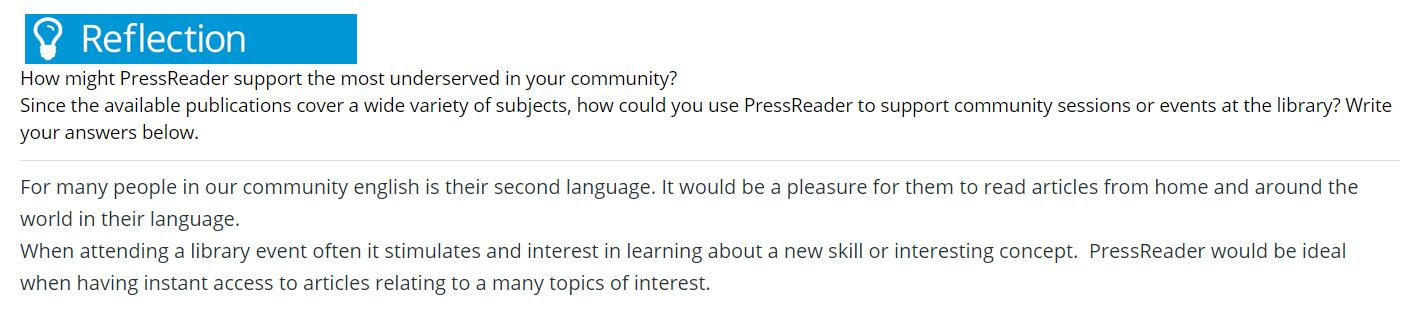 Reflection
How might PressReader support the most underserved in your community?
Since the available publications cover a wide variety of subjects, how could you use PressReader to support community sessions or events at the library? Write
your answers below.
For many people in our community english is their second language. It would be a pleasure for them to read articles from home and around the
world in their language.
When attending a library event often it stimulates and interest in learning about a new skill or interesting concept.  PressReader would be ideal
when having instant access to articles relating to a many topics of interest.